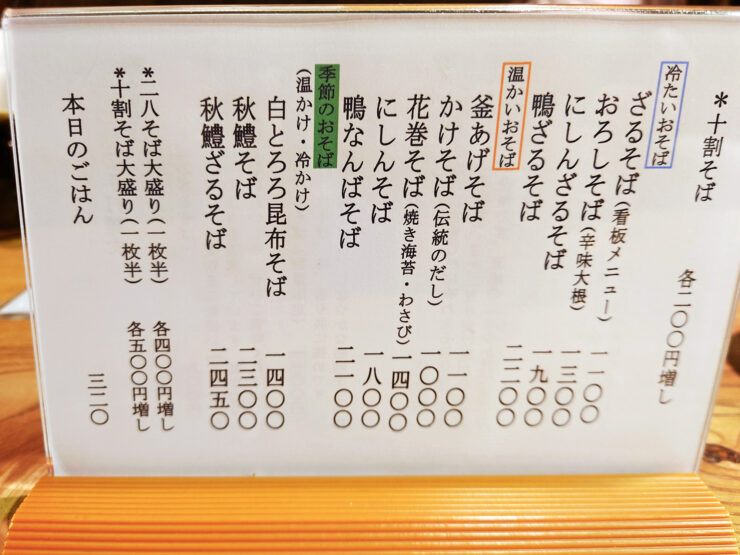 *十割そば 各二〇〇円増し
冷たいおそば
ざるそば(看板メニュー) 一一〇〇
おろしそば(辛味大根) 一三〇〇
にしんざるそば 一九〇〇
鴨ざるそば 二二〇〇
温かいおそば
釜あげそば 一一〇〇
かけそば(伝統のだし) 一〇〇〇
花巻そば(焼き海苔・わさび) 一四〇〇
にしんそば 一八〇〇
鴨なんばそば 二一〇〇
季節のおそば
(温かけ・冷かけ)
白とろろ昆布そば 一四〇〇
秋鱧そば 二三〇〇
秋鱧ざるそば 二四五〇
*二八そば大盛り(一枚半) 各四〇〇円増し
*十割そば大盛り(一枚半) 各五〇〇円増し
本日のごはん 三二〇